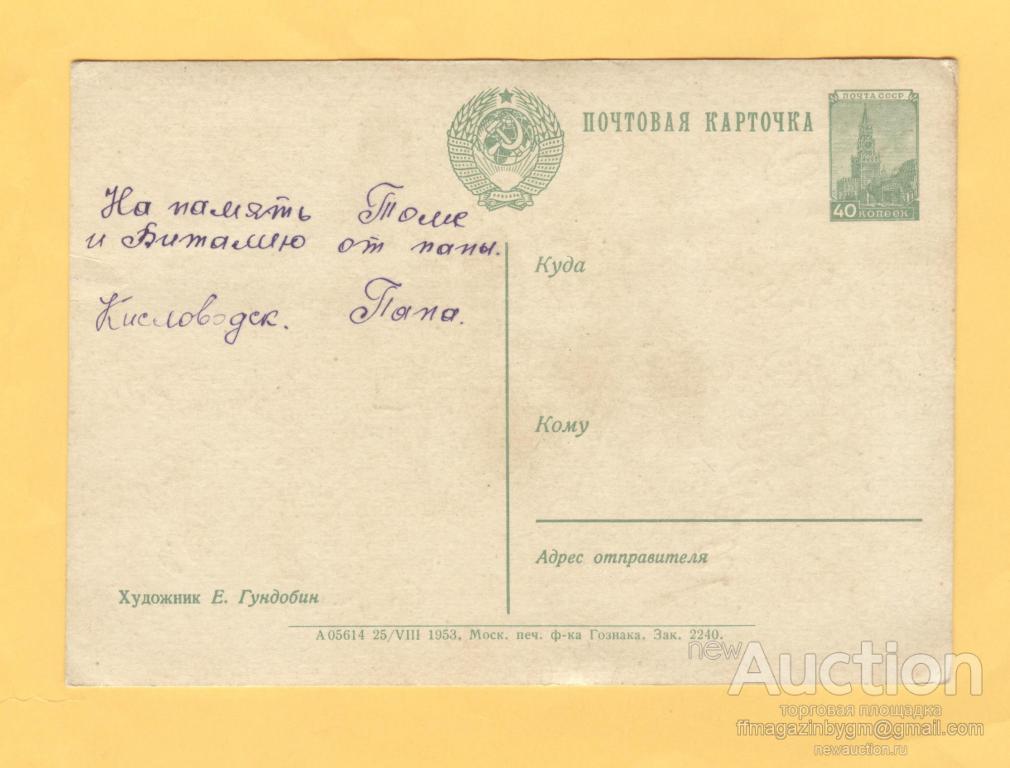 ПОЧТОВАЯ КАРТОЧКА
ПОЧТА СССР
40 КОПЕЕК
На память Томе
и Виталию от папы.
Кисловодск. Папа.
Куда
Кому
Адрес отправителя
Художник Е. Гундобин
А 05614 25/VIII 1953. Моск. печ. ф-ка Гознака. Зак. 2240.
newAuction
торговая площадка
ffmagazinbygm@gmail.com
newauction.ru